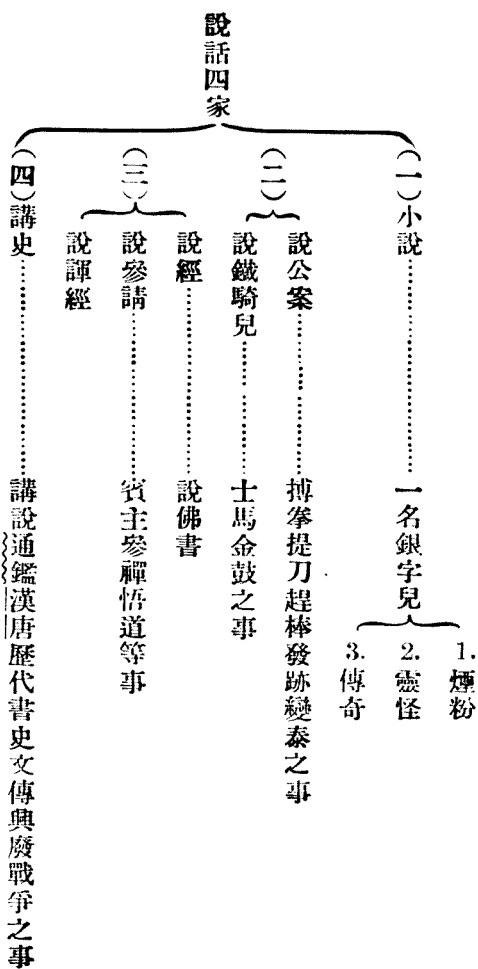 說話四家
(一)小說……一名銀字兒
1.煙粉
2.靈怪
3.傳奇
(二)
說公案……搏拳提刀趕棒發跡變泰之事
說鐵騎兒……士馬金鼓之事
(三)
說經……說佛書
說參請……賓主參禪悟道等事
說諢經
(四)講史……講說通鑑漢唐歷代書史文傳興廢戰爭之事